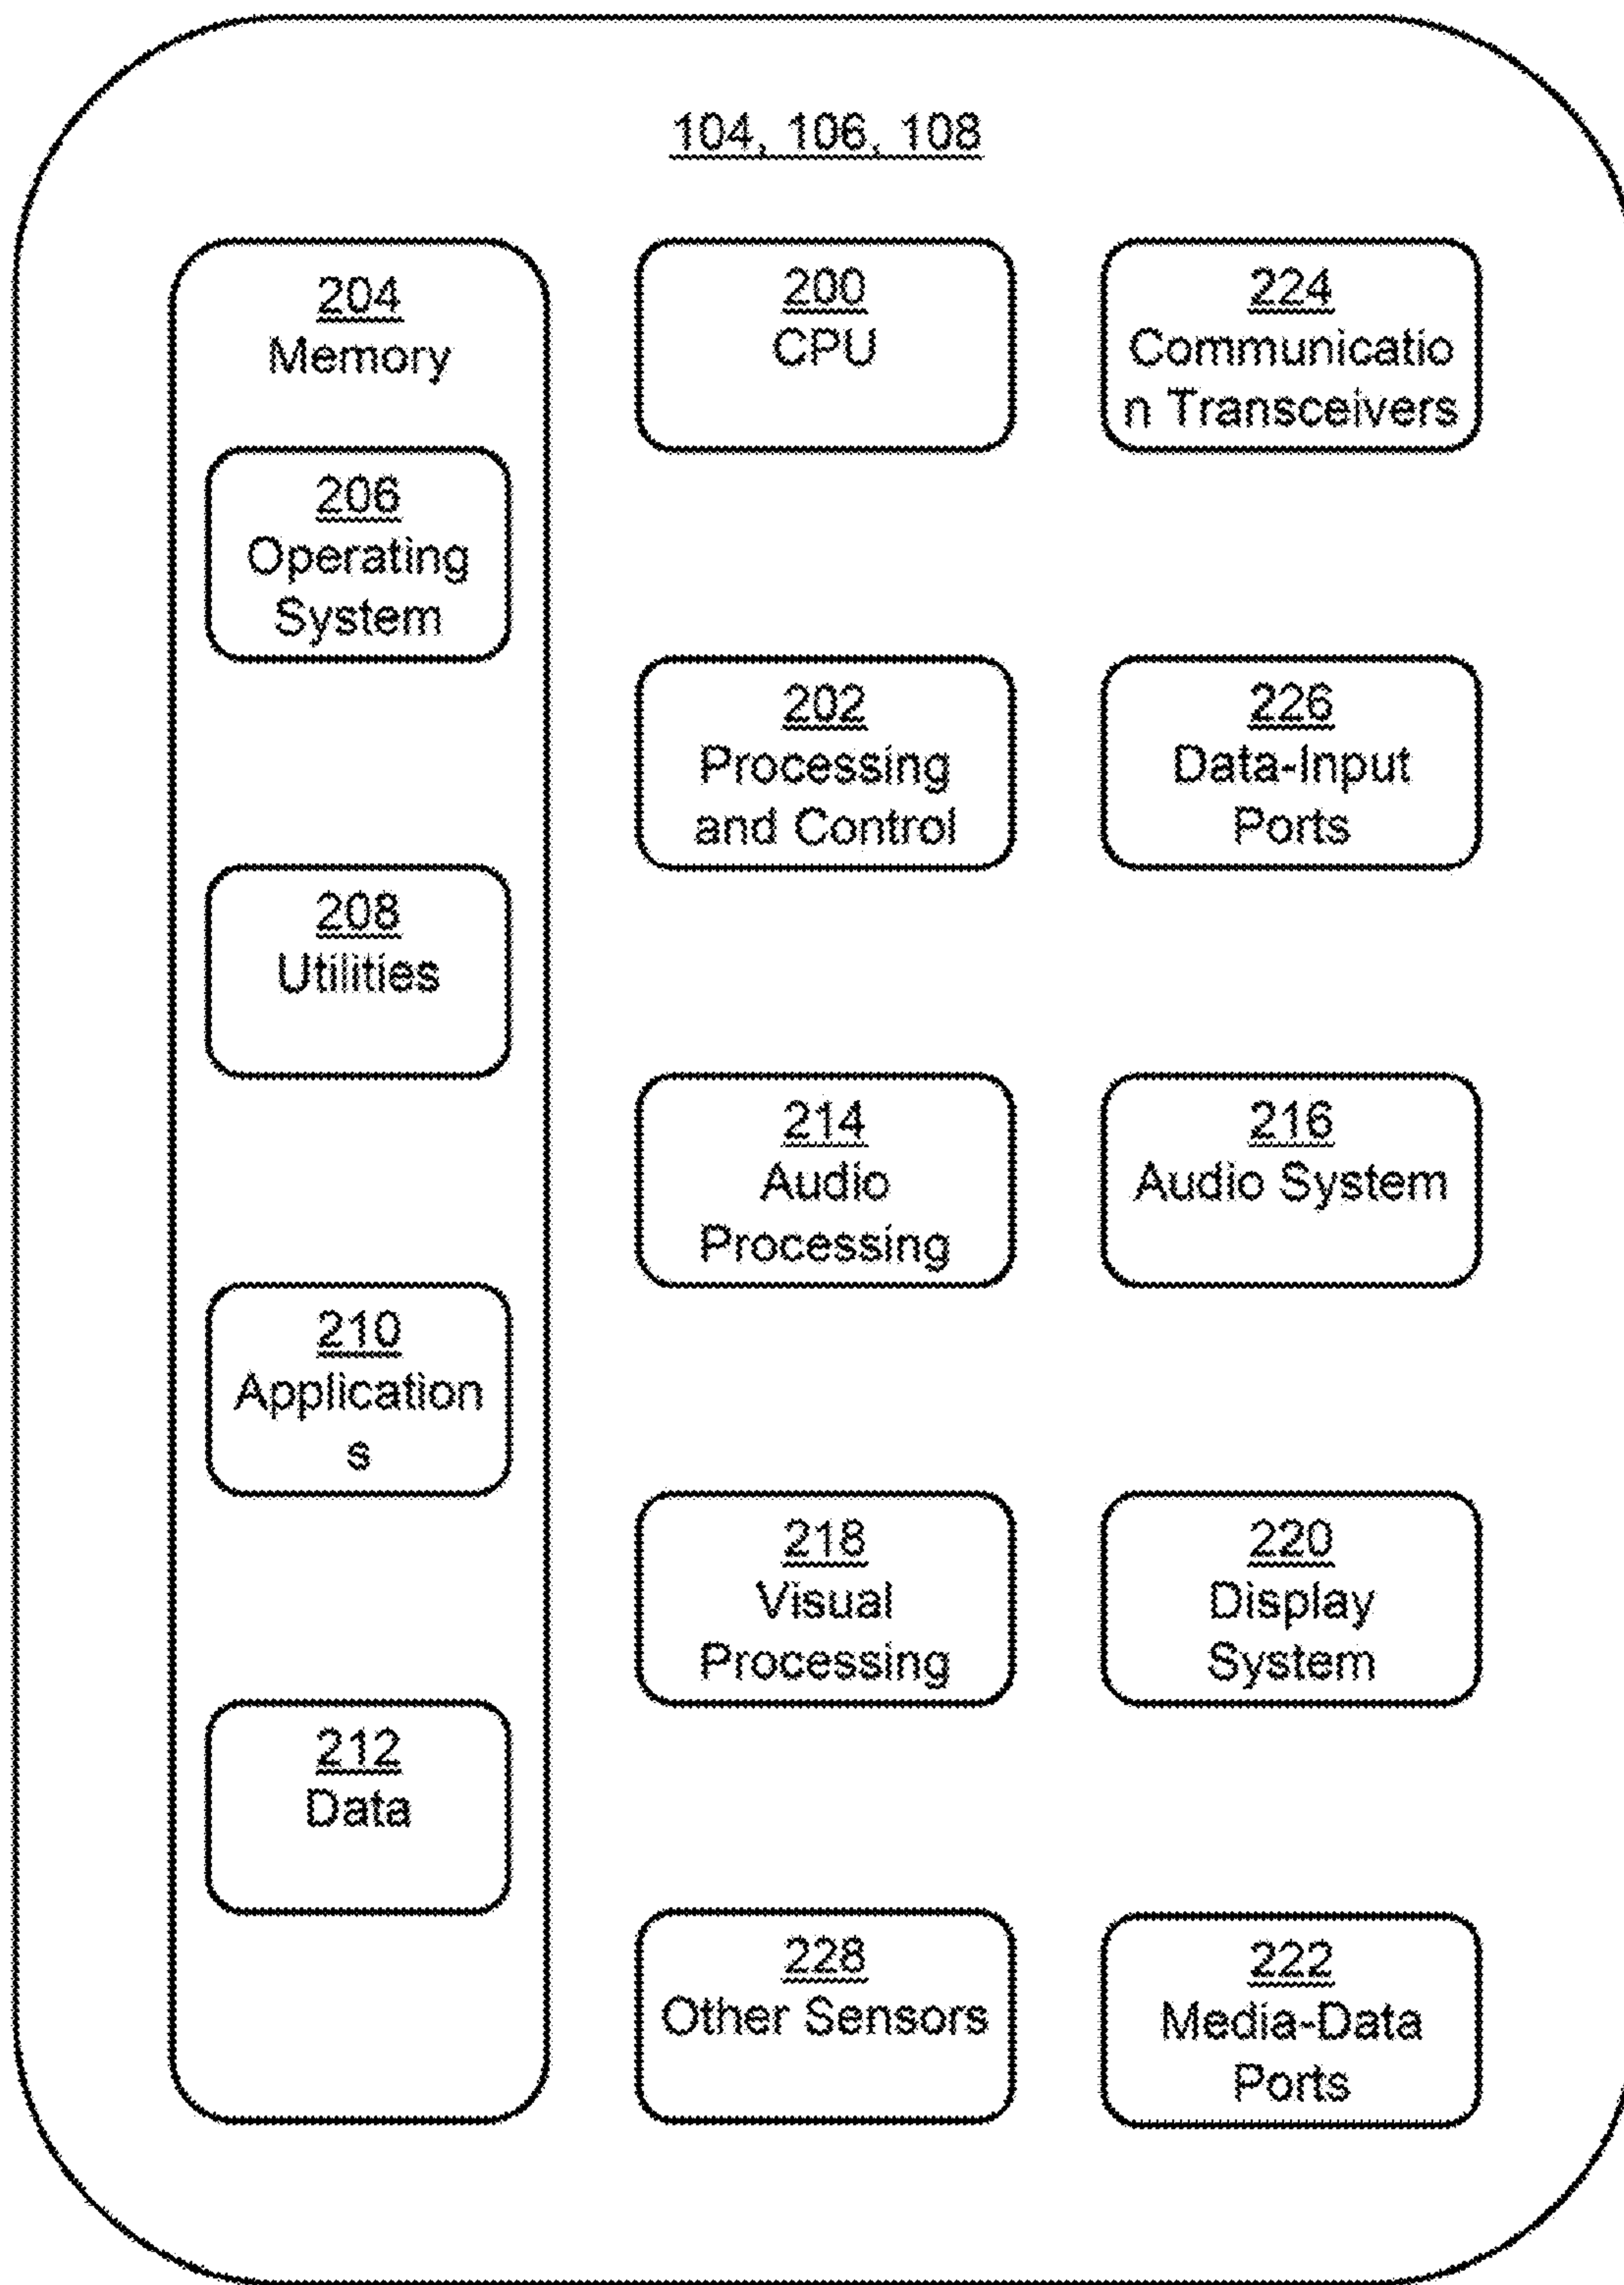 104, 106, 108
204
Memory
206
Operating
System
208
Utilities
210
Application
s
212
Data
200
CPU
202
Processing
and Control
214
Audio
Processing
218
Visual
Processing
228
Other Sensors
224
Communicatio
n Transceivers
226
Data-Input
Ports
216
Audio System
220
Display
System
222
Media-Data
Ports